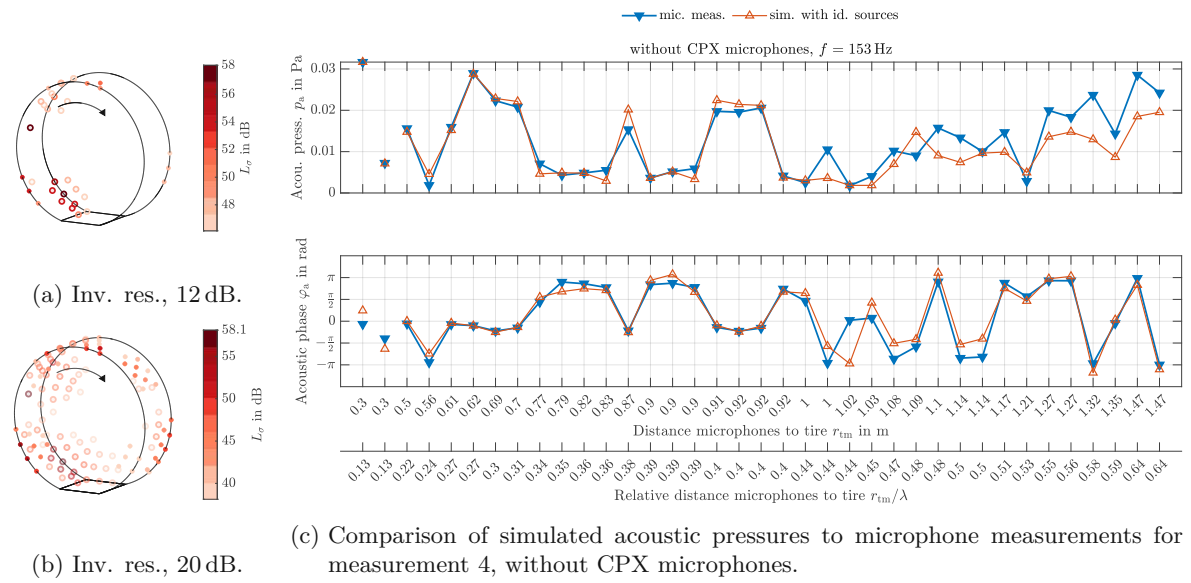 mic. meas. sim. with id. sources
without CPX microphones, f = 153 Hz
58
56
54
52
50
48
L_σ in dB
(a) Inv. res., 12 dB.
58.1
55
50
45
40
L_σ in dB
(b) Inv. res., 20 dB.
0.03
0.02
0.01
0
Acou. press. p_a in Pa
π
π/2
0
−π/2
−π
Acoustic phase φ_a in rad
0.3 0.3 0.5 0.56 0.61 0.62 0.69 0.7 0.77 0.79 0.82 0.83 0.87 0.9 0.9 0.9 0.91 0.92 0.92 0.92 1 1 1.02 1.03 1.08 1.09 1.1 1.14 1.14 1.17 1.21 1.27 1.27 1.32 1.35 1.47 1.47
Distance microphones to tire r_tm in m
0.13 0.13 0.22 0.24 0.27 0.27 0.3 0.31 0.34 0.35 0.36 0.36 0.38 0.39 0.39 0.39 0.4 0.4 0.4 0.4 0.44 0.44 0.44 0.45 0.47 0.48 0.48 0.5 0.5 0.51 0.53 0.55 0.56 0.58 0.59 0.64 0.64
Relative distance microphones to tire r_tm/λ
(c) Comparison of simulated acoustic pressures to microphone measurements for
measurement 4, without CPX microphones.